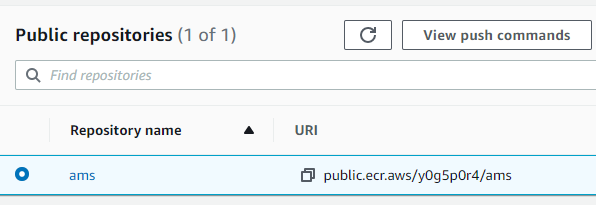 Public repositories (1 of 1)
View push commands
Find repositories
Repository name
URI
ams
public.ecr.aws/y0g5p0r4/ams